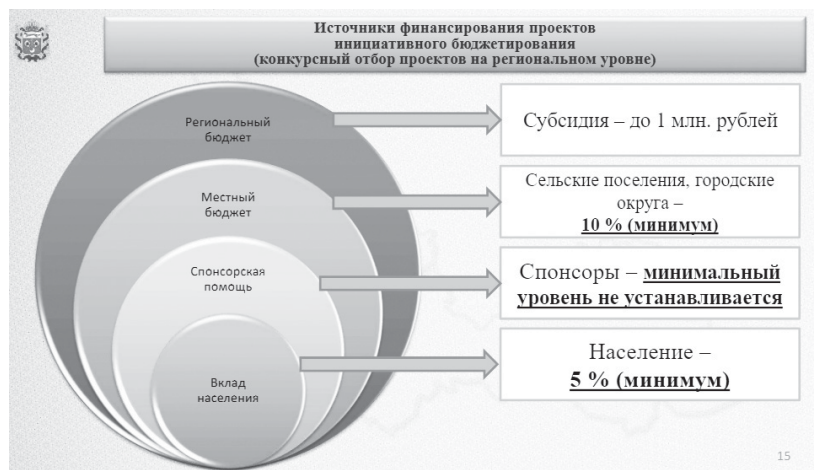 Источники финансирования проектов
инициативного бюджетирования
(конкурсный отбор проектов на региональном уровне)
Региональный
бюджет
Субсидия – до 1 млн. рублей
Местный
бюджет
Сельские поселения, городские
округа –
10 % (минимум)
Спонсорская
помощь
Спонсоры – минимальный
уровень не устанавливается
Вклад
населения
Население –
5 % (минимум)
15